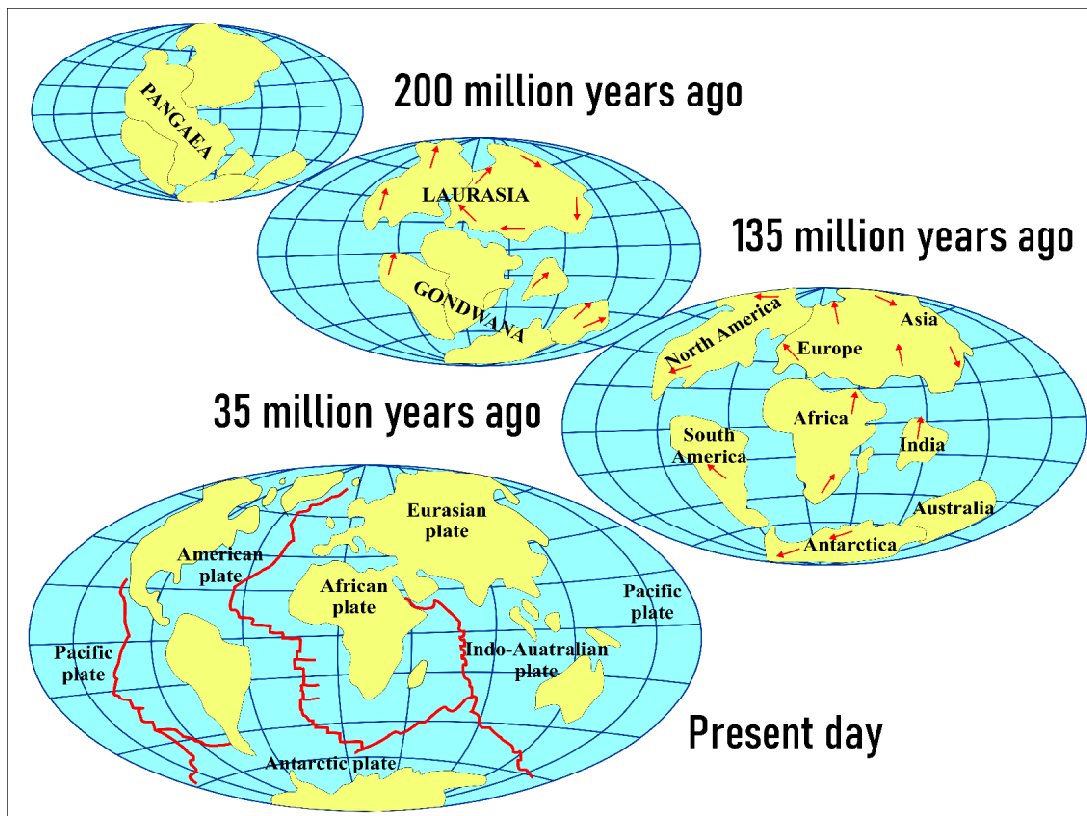 200 million years ago
PANGAEA
LAURASIA
GONDWANA
135 million years ago
North America
Europe
Asia
Africa
South
America
India
Australia
Antarctica
35 million years ago
Eurasian
plate
American
plate
African
plate
Pacific
plate
Pacific
plate
Indo-Auatralian
plate
Antarctic plate
Present day